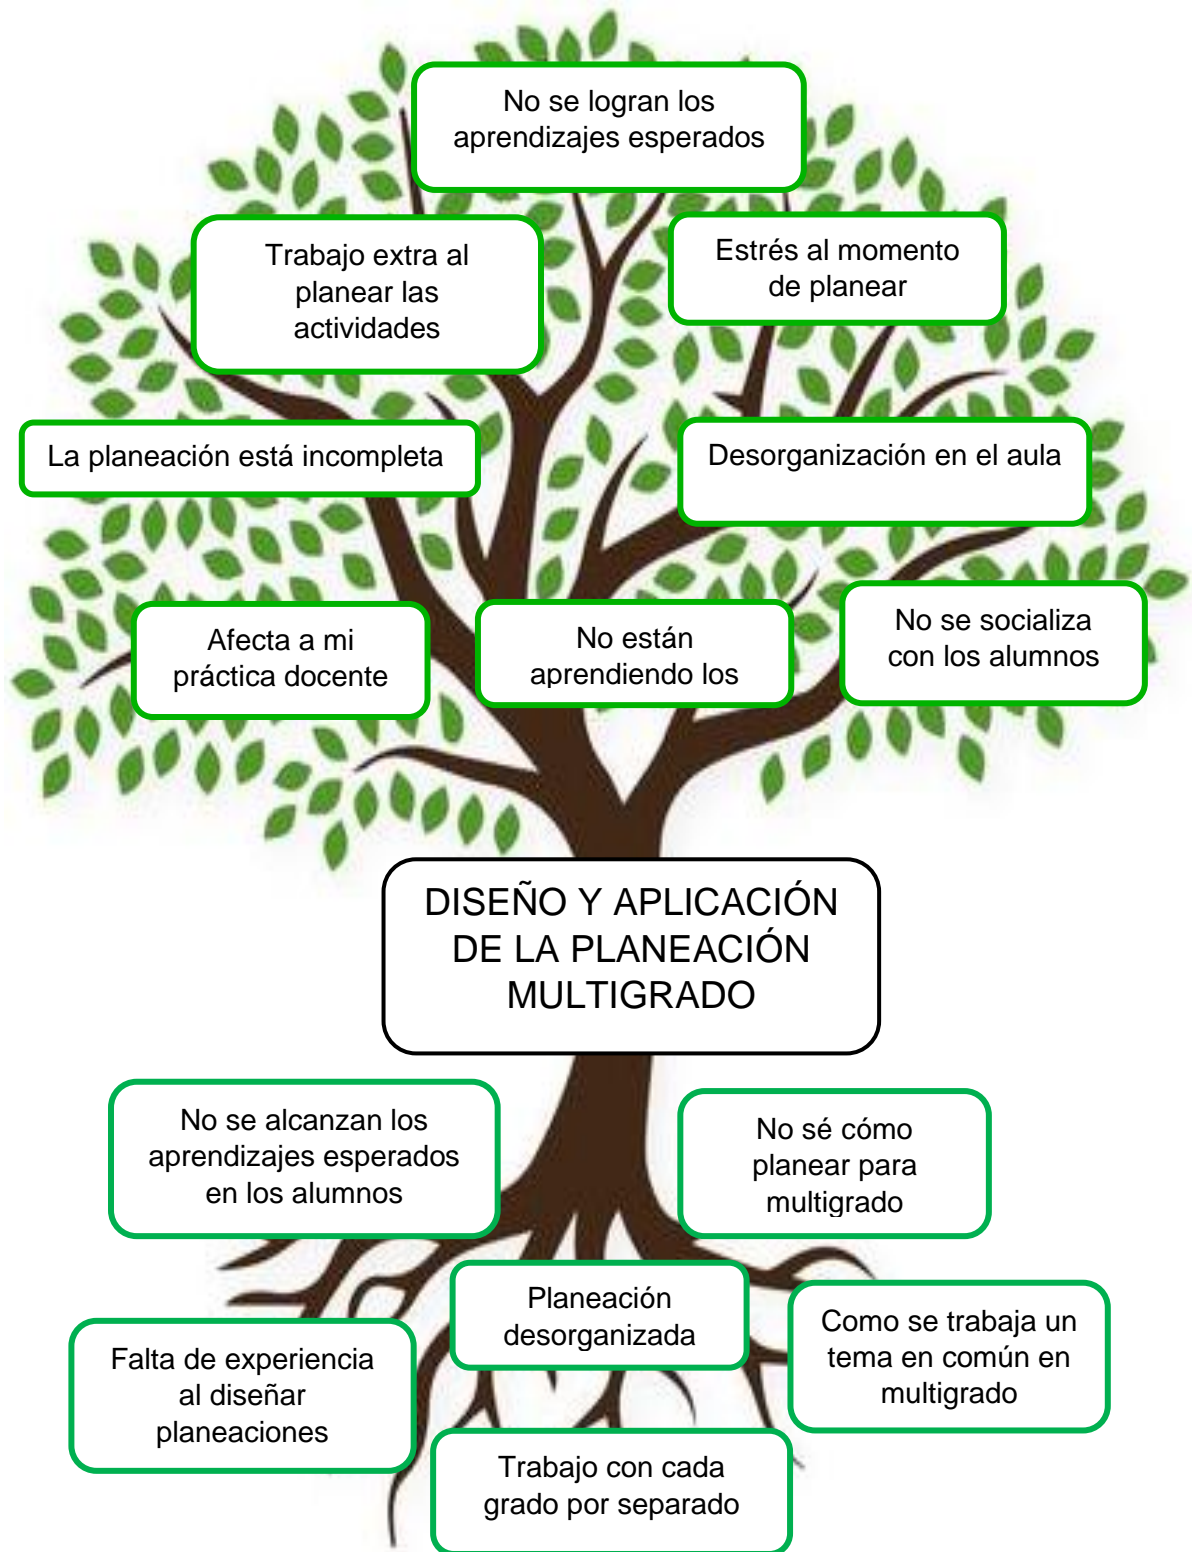 No se logran los
aprendizajes esperados
Trabajo extra al
planear las
actividades
Estrés al momento
de planear
La planeación está incompleta
Desorganización en el aula
Afecta a mi
práctica docente
No están
aprendiendo los
No se socializa
con los alumnos
DISEÑO Y APLICACIÓN
DE LA PLANEACIÓN
MULTIGRADO
No se alcanzan los
aprendizajes esperados
en los alumnos
No sé cómo
planear para
multigrado
Planeación
desorganizada
Como se trabaja un
tema en común en
multigrado
Falta de experiencia
al diseñar
planeaciones
Trabajo con cada
grado por separado